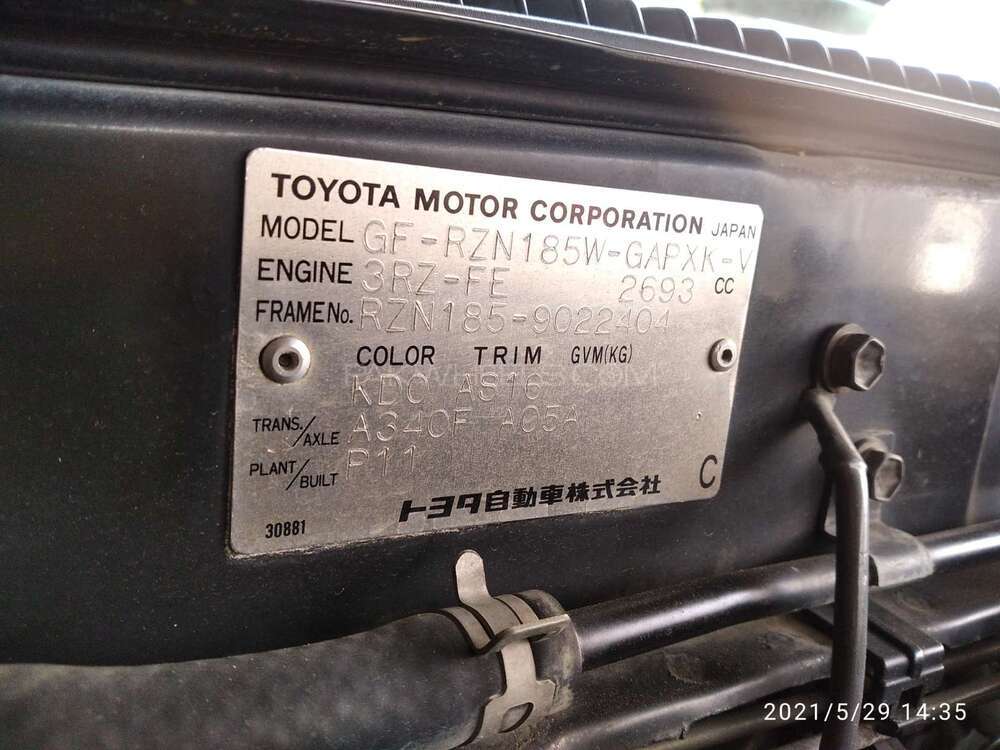 TOYOTA MOTOR CORPORATION JAPAN
MODEL GF-RZN185W-GAPXK-V
ENGINE 3RZ-FE 2693 CC
FRAME No. RZN185-9022404
COLOR TRIM GVM(KG)
KDC AS16
TRANS./AXLE A340F A05A
PLANT/BUILT P11
30881 トヨタ自動車株式会社 C
2021/5/29 14:35